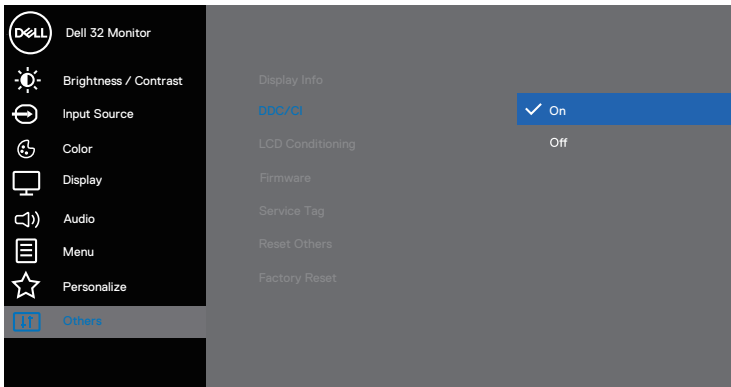 DELL
Dell 32 Monitor
Brightness / Contrast
Input Source
Color
Display
Audio
Menu
Personalize
Others
Display Info
DDC/CI
LCD Conditioning
Firmware
Service Tag
Reset Others
Factory Reset
On
Off